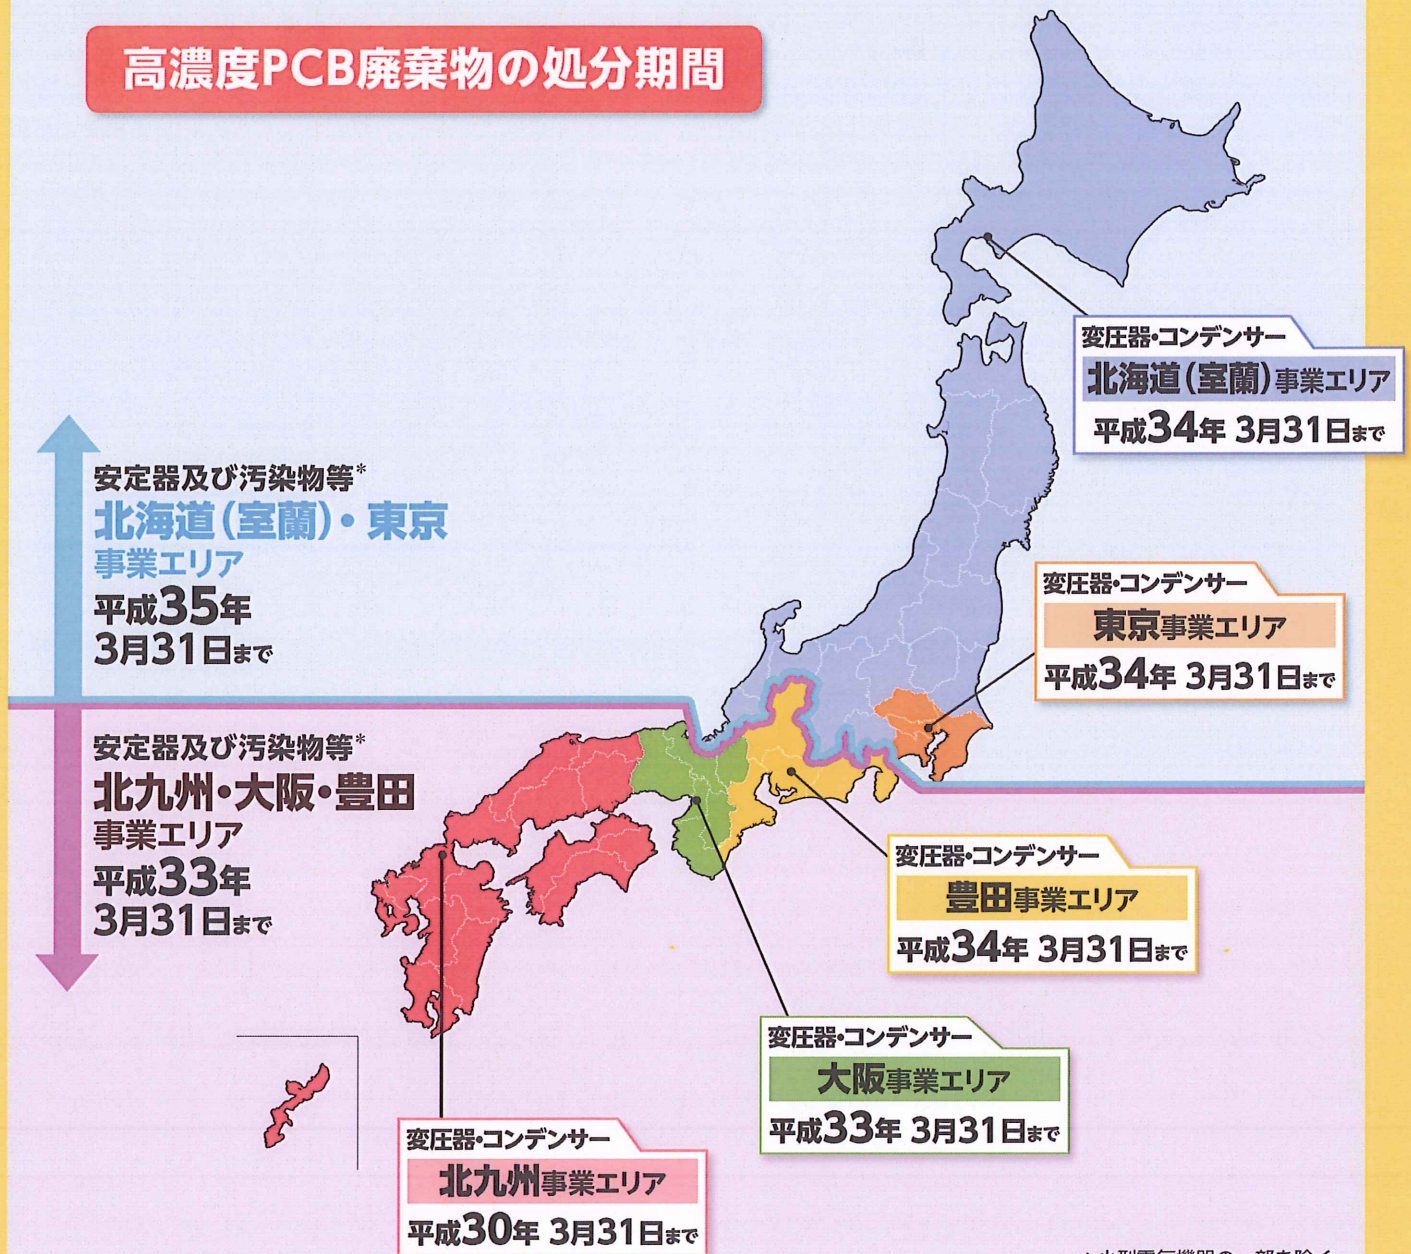 高濃度PCB廃棄物の処分期間
変圧器・コンデンサー
北海道(室蘭)事業エリア
平成34年 3月31日まで
安定器及び汚染物等*
北海道(室蘭)・東京
事業エリア
平成35年
3月31日まで
変圧器・コンデンサー
東京事業エリア
平成34年 3月31日まで
安定器及び汚染物等*
北九州・大阪・豊田
事業エリア
平成33年
3月31日まで
変圧器・コンデンサー
豊田事業エリア
平成34年 3月31日まで
変圧器・コンデンサー
大阪事業エリア
平成33年 3月31日まで
変圧器・コンデンサー
北九州事業エリア
平成30年 3月31日まで